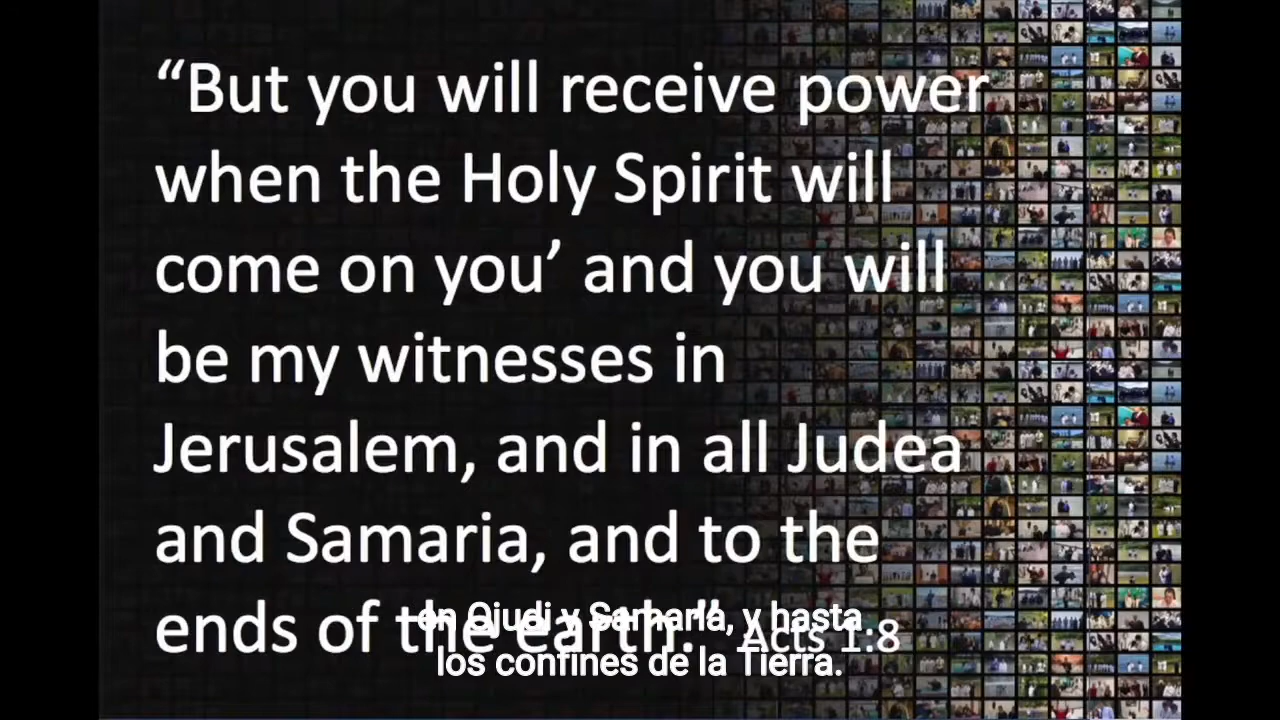 “But you will receive power
when the Holy Spirit will
come on you’ and you will
be my witnesses in
Jerusalem, and in all Judea
and Samaria, and to the
ends of the earth.” Acts 1:8
en Ojudi y Samaria, y hasta
los confines de la Tierra.